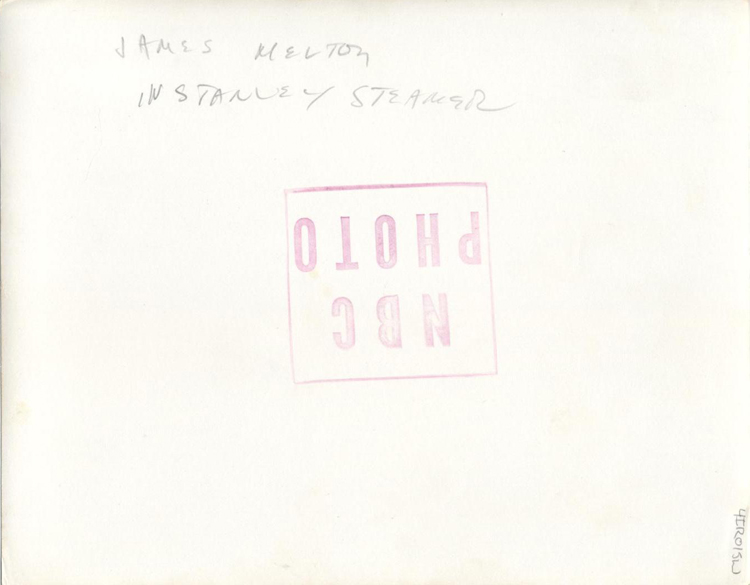 JAMES MELTON
IN STANLEY STEAMER
NBC
PHOTO